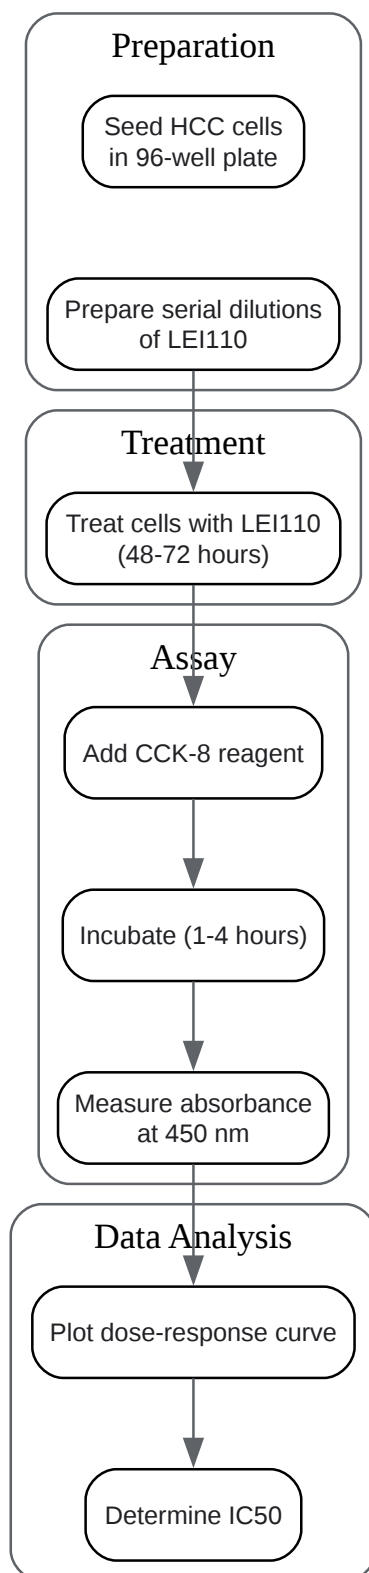 Preparation
Seed HCC cells
in 96-well plate
Prepare serial dilutions
of LEI110
Treatment
Treat cells with LEI110
(48-72 hours)
Assay
Add CCK-8 reagent
Incubate (1-4 hours)
Measure absorbance
at 450 nm
Data Analysis
Plot dose-response curve
Determine IC50